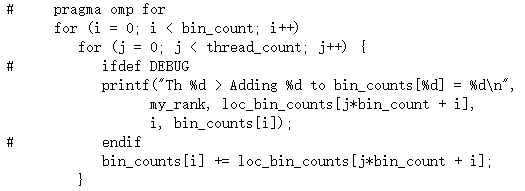 #     pragma omp for
      for (i = 0; i < bin_count; i++)
         for (j = 0; j < thread_count; j++) {
#           ifdef DEBUG
            printf("Th %d > Adding %d to bin_counts[%d] = %d\n",
                  my_rank, loc_bin_counts[j*bin_count + i],
                  i, bin_counts[i]);
#           endif
            bin_counts[i] += loc_bin_counts[j*bin_count + i];
         }